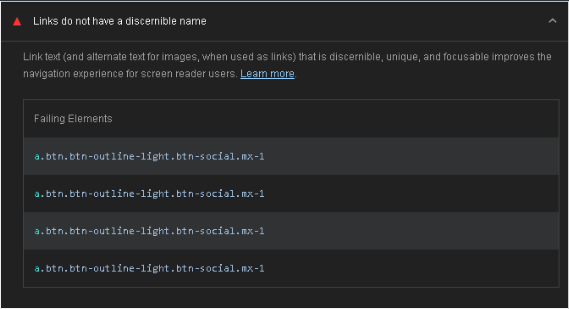 Links do not have a discernible name
Link text (and alternate text for images, when used as links) that is discernible, unique, and focusable improves the
navigation experience for screen reader users. Learn more.
Failing Elements
a.btn.btn-outline-light.btn-social.mx-1
a.btn.btn-outline-light.btn-social.mx-1
a.btn.btn-outline-light.btn-social.mx-1
a.btn.btn-outline-light.btn-social.mx-1